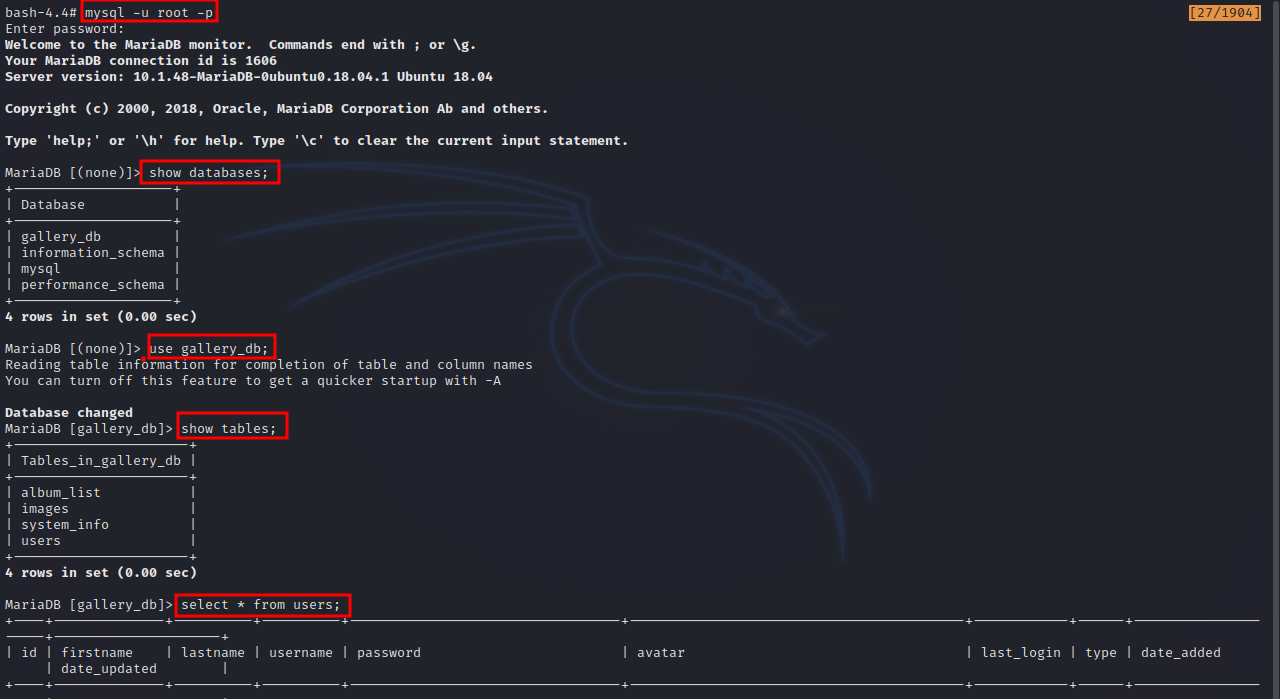 bash-4.4# mysql -u root -p [27/1904]
Enter password:
Welcome to the MariaDB monitor.  Commands end with ; or \g.
Your MariaDB connection id is 1606
Server version: 10.1.48-MariaDB-0ubuntu0.18.04.1 Ubuntu 18.04
Copyright (c) 2000, 2018, Oracle, MariaDB Corporation Ab and others.
Type 'help;' or '\h' for help. Type '\c' to clear the current input statement.
MariaDB [(none)]> show databases;
+--------------------+
| Database           |
+--------------------+
| gallery_db         |
| information_schema |
| mysql              |
| performance_schema |
+--------------------+
4 rows in set (0.00 sec)
MariaDB [(none)]> use gallery_db;
Reading table information for completion of table and column names
You can turn off this feature to get a quicker startup with -A
Database changed
MariaDB [gallery_db]> show tables;
+----------------------+
| Tables_in_gallery_db |
+----------------------+
| album_list           |
| images               |
| system_info          |
| users                |
+----------------------+
4 rows in set (0.00 sec)
MariaDB [gallery_db]> select * from users;
+----+--------------+----------+----------+----------------------------------+------------------------------------------+------------+------+----------------
-----+---------------------+
| id | firstname    | lastname | username | password                         | avatar                                   | last_login | type | date_added
     | date_updated        |
+----+--------------+----------+----------+----------------------------------+------------------------------------------+------------+------+----------------